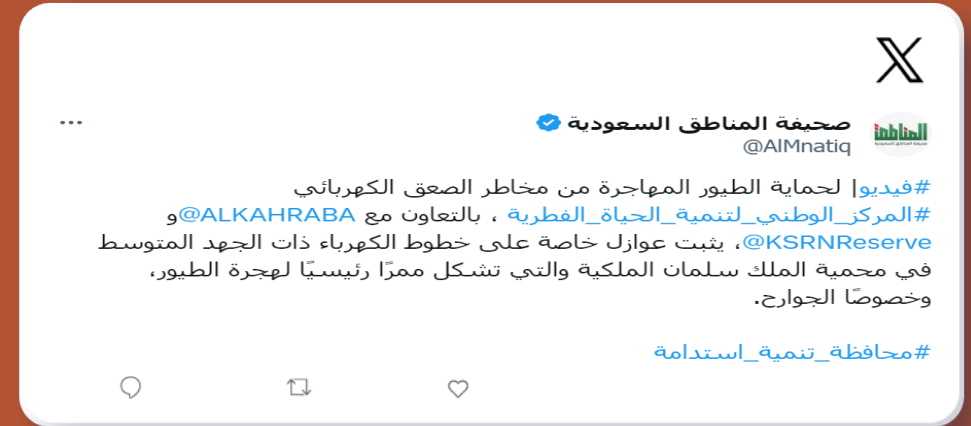 صحيفة المناطق السعودية
@AlMnatiq
#فيديو| لحماية الطيور المهاجرة من مخاطر الصعق الكهربائي
#المركز_الوطني_لتنمية_الحياة_الفطرية ، بالتعاون مع @ALKAHRABA و
@KSRNReserve، يثبت عوازل خاصة على خطوط الكهرباء ذات الجهد المتوسط
في محمية الملك سلمان الملكية والتي تشكل ممرًا رئيسيًا لهجرة الطيور،
وخصوصًا الجوارح.
#محافظة_تنمية_استدامة